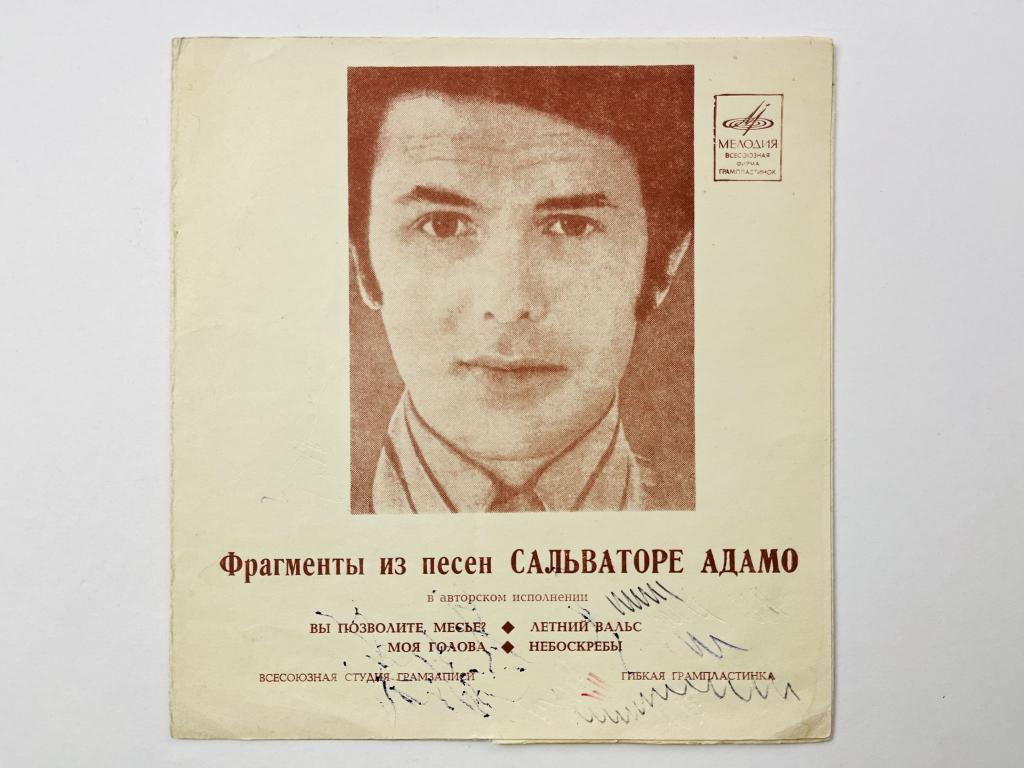 МЕЛОДИЯ
ВСЕСОЮЗНАЯ
ФИРМА
ГРАМПЛАСТИНОК
Фрагменты из песен САЛЬВАТОРЕ АДАМО
в авторском исполнении
ВЫ ПОЗВОЛИТЕ, МЕСЬЕ? ◆ ЛЕТНИЙ ВАЛЬС
МОЯ ГОЛОВА ◆ НЕБОСКРЕБЫ
ВСЕСОЮЗНАЯ СТУДИЯ ГРАМЗАПИСИ ГИБКАЯ ГРАМПЛАСТИНКА